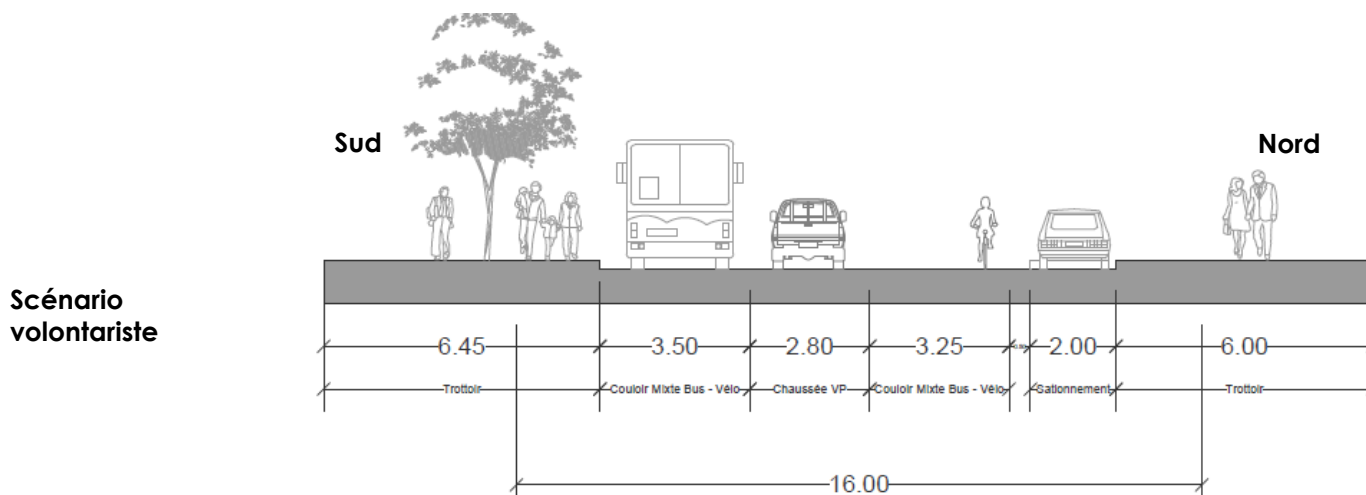 Sud
Nord
Scénario
volontariste
6.45 3.50 2.80 3.25 2.00 6.00
Trottoir Couloir Mixte Bus - Vélo Chaussée VP Couloir Mixte Bus - Vélo Sationnement Trottoir
16.00